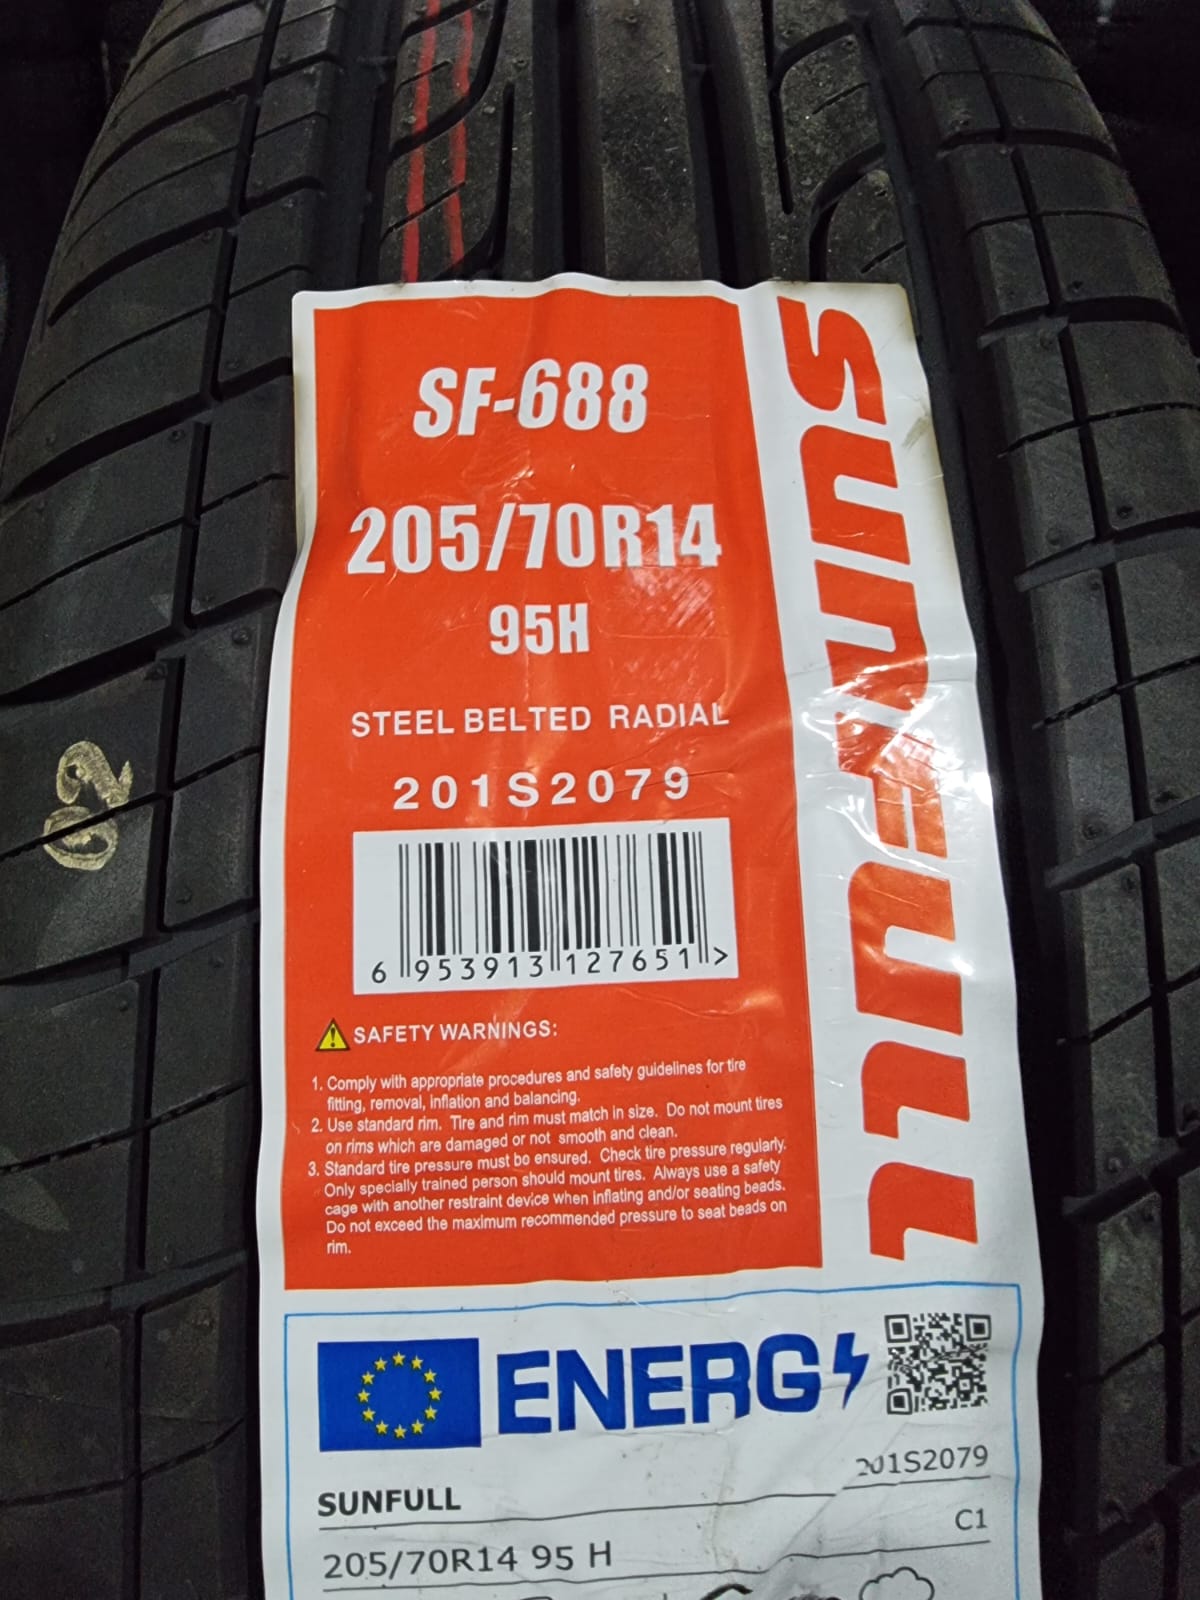 SF-688
205/70R14
95H
STEEL BELTED RADIAL
201S2079
6 953913 127651 >
SAFETY WARNINGS:
1. Comply with appropriate procedures and safety guidelines for tire
fitting, removal, inflation and balancing.
2. Use standard rim. Tire and rim must match in size. Do not mount tires
on rims which are damaged or not smooth and clean.
3. Standard tire pressure must be ensured. Check tire pressure regularly.
Only specially trained person should mount tires. Always use a safety
cage with another restraint device when inflating and/or seating beads.
Do not exceed the maximum recommended pressure to seat beads on
rim.
SUNFULL
02
ENERG
201S2079
SUNFULL
C1
205/70R14 95 H